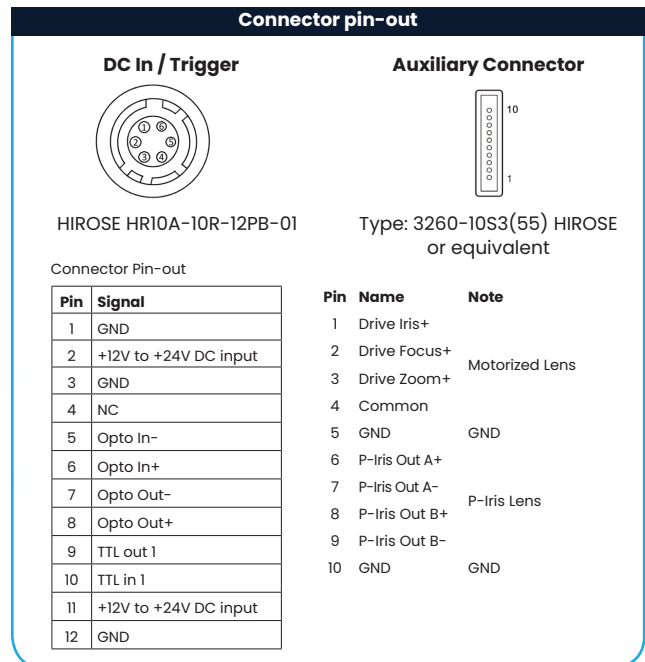 Connector pin-out
DC In / Trigger
1 6
2 5
3 4
HIROSE HR10A-10R-12PB-01
Connector Pin-out
Pin Signal
1 GND
2 +12V to +24V DC input
3 GND
4 NC
5 Opto In-
6 Opto In+
7 Opto Out-
8 Opto Out+
9 TTL out 1
10 TTL in 1
11 +12V to +24V DC input
12 GND
Auxiliary Connector
10
1
Type: 3260-10S3(55) HIROSE
or equivalent
Pin Name Note
1 Drive Iris+
2 Drive Focus+
Motorized Lens
3 Drive Zoom+
4 Common
5 GND GND
6 P-Iris Out A+
7 P-Iris Out A-
P-Iris Lens
8 P-Iris Out B+
9 P-Iris Out B-
10 GND GND